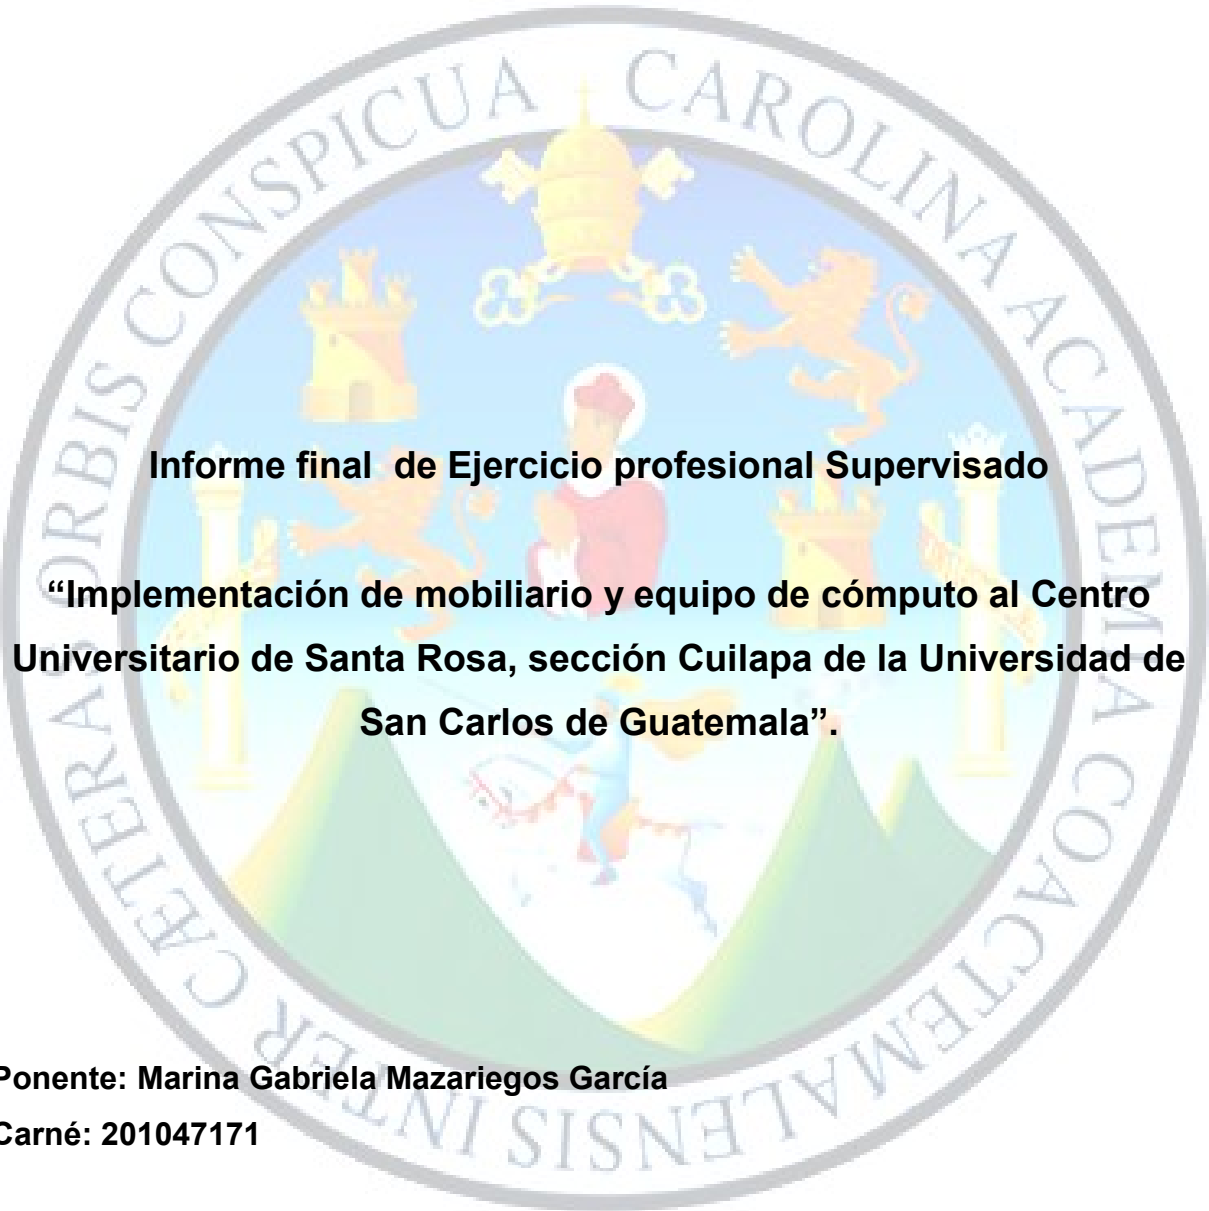 CAROLINA ACADEMIA COACTEMALENSIS INTER CÆTERAS ORBIS CONSPICUA
Informe final  de Ejercicio profesional Supervisado
“Implementación de mobiliario y equipo de cómputo al Centro
Universitario de Santa Rosa, sección Cuilapa de la Universidad de
San Carlos de Guatemala”.
Ponente: Marina Gabriela Mazariegos García
Carné: 201047171